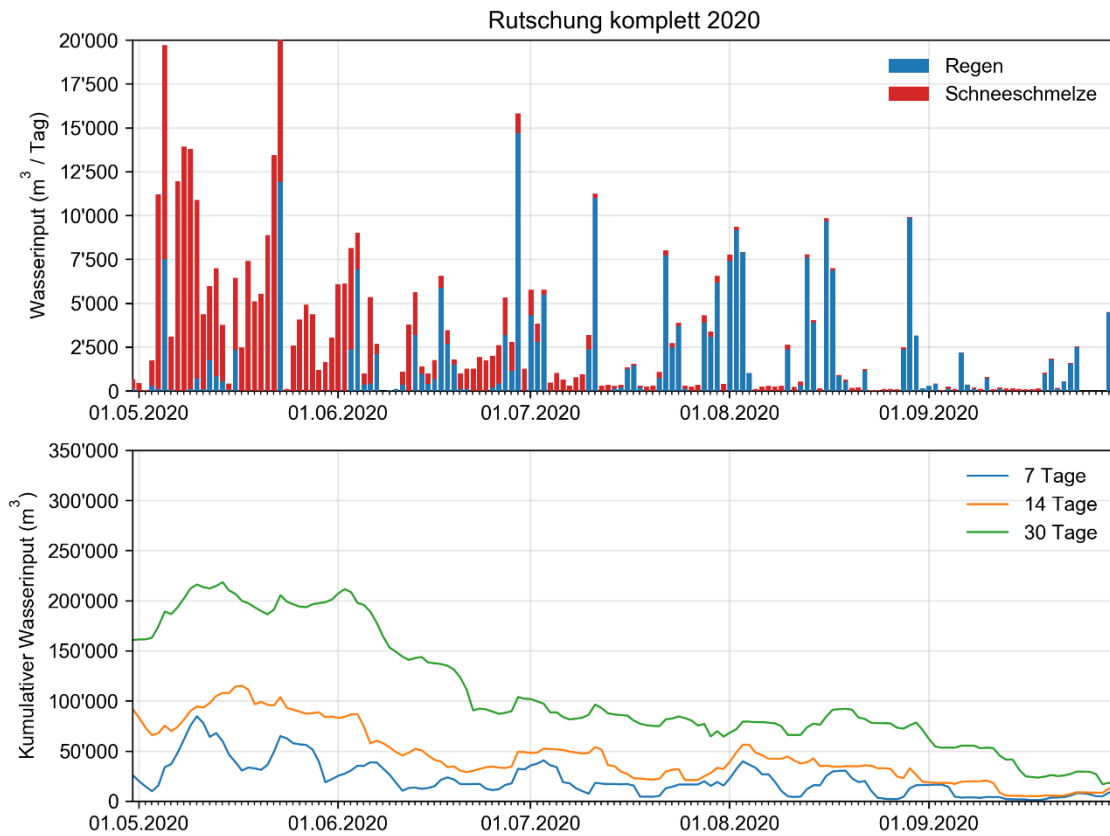 Rutschung komplett 2020
Wasserinput (m³ / Tag)
20'000
17'500
15'000
12'500
10'000
7'500
5'000
2'500
0
Regen
Schneeschmelze
01.05.2020 01.06.2020 01.07.2020 01.08.2020 01.09.2020
Kumulativer Wasserinput (m³)
350'000
300'000
250'000
200'000
150'000
100'000
50'000
0
7 Tage
14 Tage
30 Tage
01.05.2020 01.06.2020 01.07.2020 01.08.2020 01.09.2020